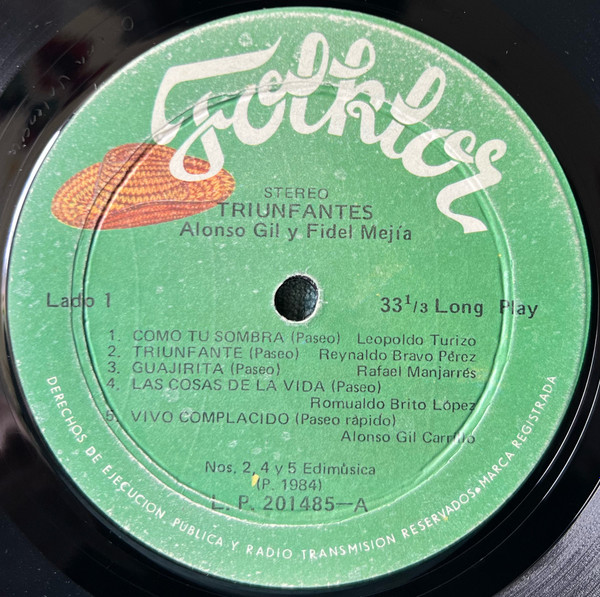 Folklor
STEREO
TRIUNFANTES
Alonso Gil y Fidel Mejía
Lado 1
33 1/3 Long Play
1. COMO TU SOMBRA (Paseo) Leopoldo Turizo
2. TRIUNFANTE (Paseo) Reynaldo Bravo Pérez
3. GUAJIRITA (Paseo) Rafael Manjarrés
4. LAS COSAS DE LA VIDA (Paseo)
Romualdo Brito López
5. VIVO COMPLACIDO (Paseo rápido)
Alonso Gil Carrillo
Nos, 2, 4 y 5 Edimùsica
(P. 1984)
L. P. 201485—A
DERECHOS DE EJECUCION, PUBLICA Y RADIO TRANSMISION RESERVADOS• MARCA REGISTRADA